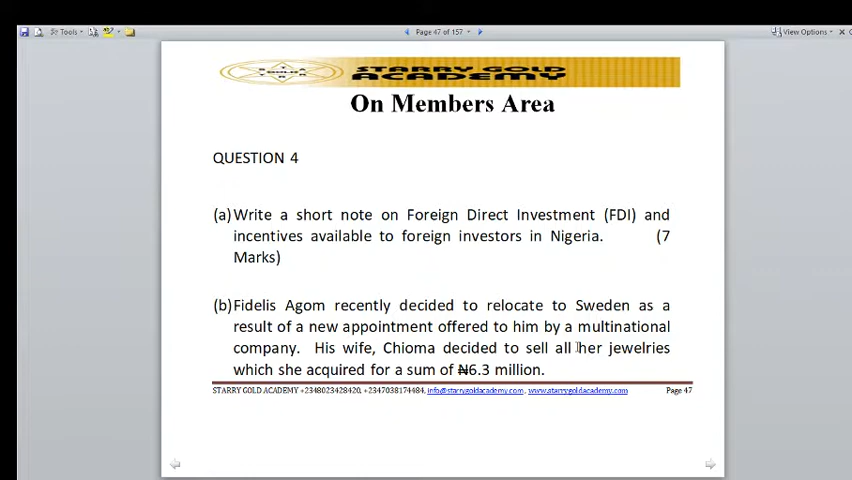 Tools
Page 47 of 157
View Options
STARRY GOLD
ACADEMY
On Members Area
QUESTION 4
(a) Write a short note on Foreign Direct Investment (FDI) and
incentives available to foreign investors in Nigeria. (7
Marks)
(b) Fidelis Agom recently decided to relocate to Sweden as a
result of a new appointment offered to him by a multinational
company. His wife, Chioma decided to sell all her jewelries
which she acquired for a sum of ₦6.3 million.
STARRY GOLD ACADEMY +2348023428420, +2347038174484, info@starrygoldacademy.com, www.starrygoldacademy.com Page 47